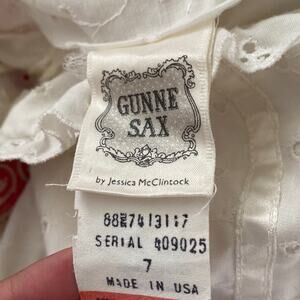 GUNNE
SAX
by Jessica McClintock
SERIAL 409025
7
MADE IN USA